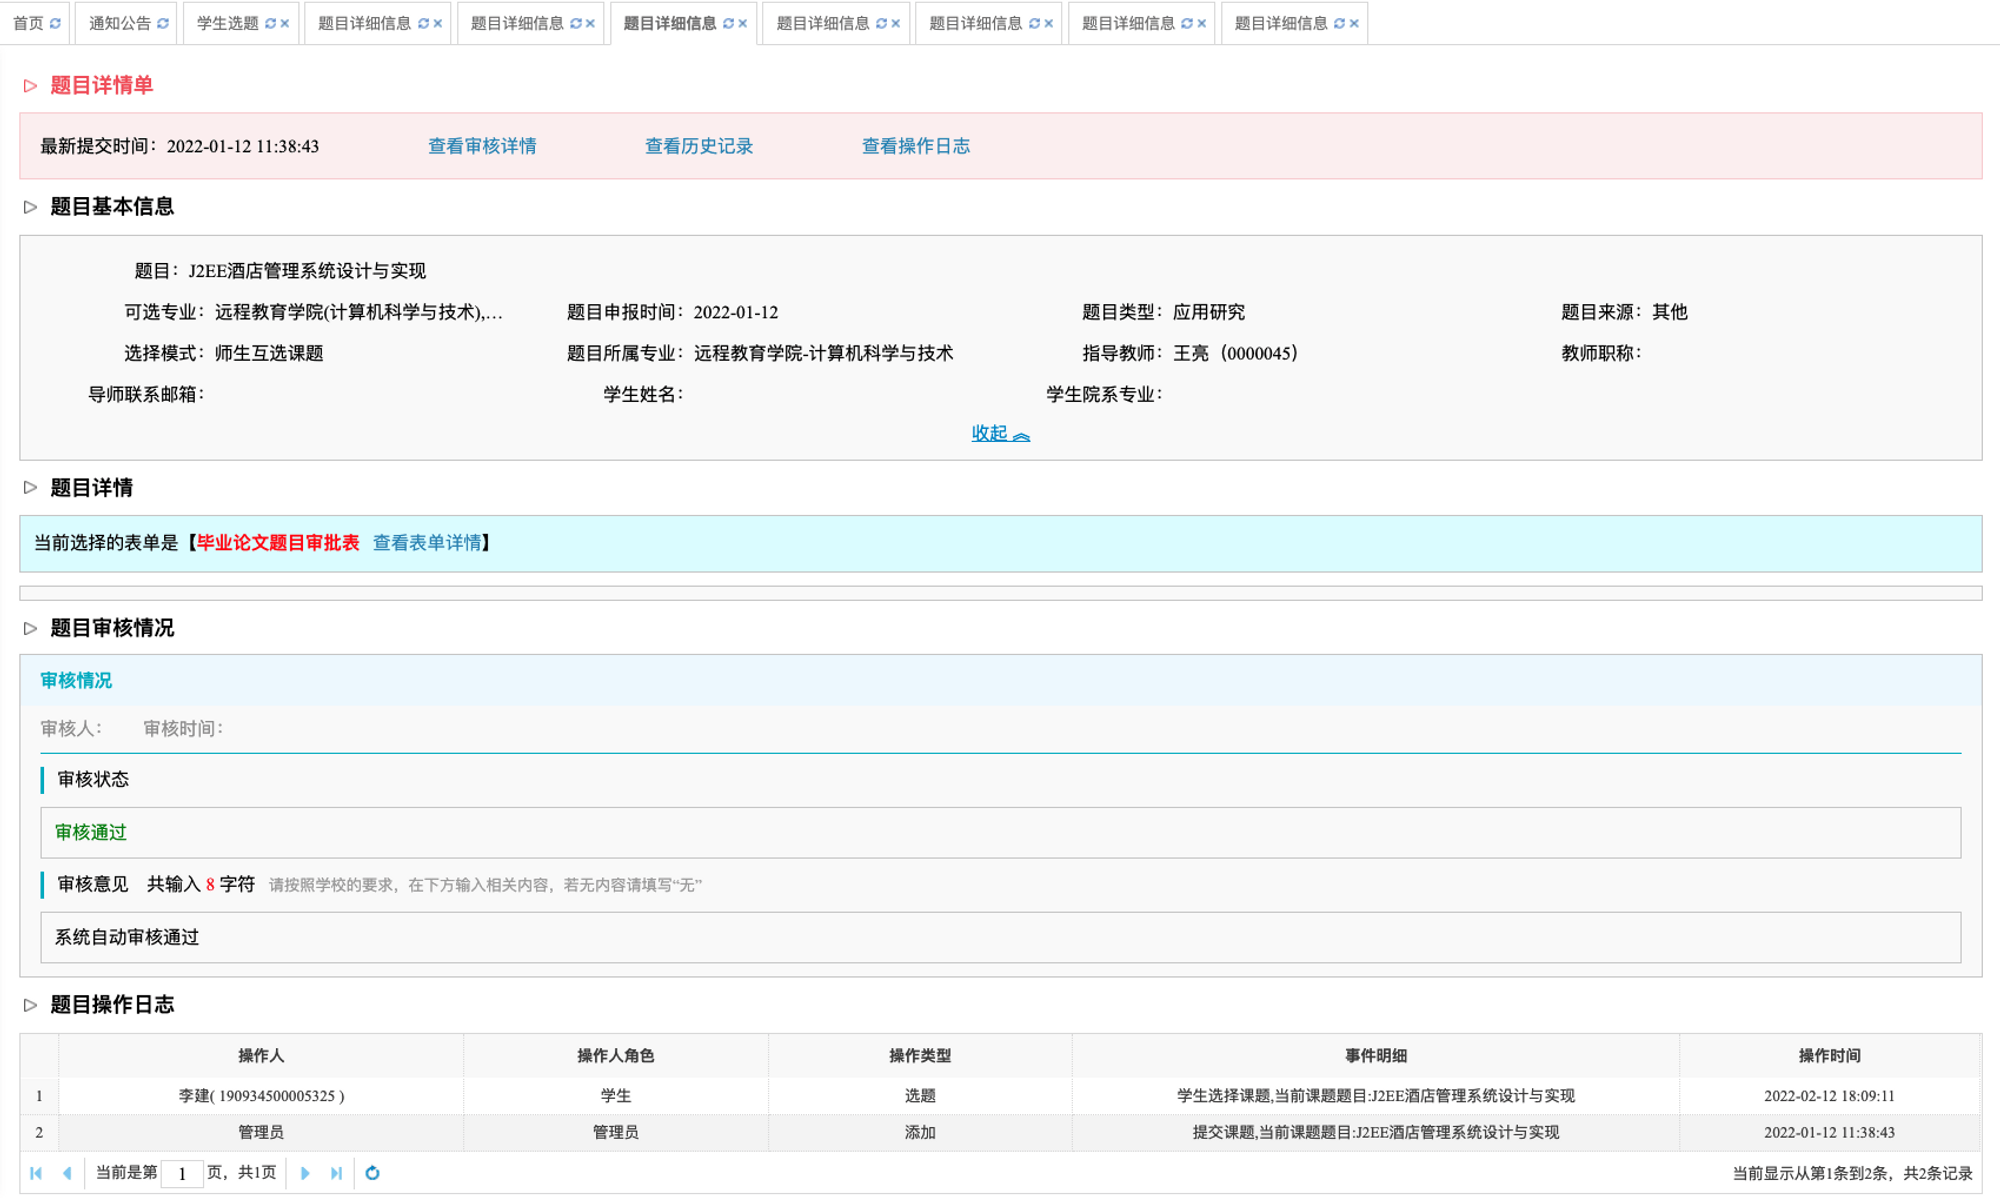 首页 通知公告 学生选题 题目详细信息 题目详细信息 题目详细信息 题目详细信息 题目详细信息 题目详细信息 题目详细信息
题目详情单
最新提交时间：2022-01-12 11:38:43 查看审核详情 查看历史记录 查看操作日志
题目基本信息
题目：J2EE酒店管理系统设计与实现
可选专业：远程教育学院(计算机科学与技术),... 题目申报时间：2022-01-12 题目类型：应用研究 题目来源：其他
选择模式：师生互选课题 题目所属专业：远程教育学院-计算机科学与技术 指导教师：王亮（0000045） 教师职称：
导师联系邮箱： 学生姓名： 学生院系专业：
收起
题目详情
当前选择的表单是【毕业论文题目审批表 查看表单详情】
题目审核情况
审核情况
审核人： 审核时间：
审核状态
审核通过
审核意见 共输入 8 字符 请按照学校的要求，在下方输入相关内容，若无内容请填写“无”
系统自动审核通过
题目操作日志
操作人 操作人角色 操作类型 事件明细 操作时间
1 李建( 190934500005325 ) 学生 选题 学生选择课题,当前课题题目:J2EE酒店管理系统设计与实现 2022-02-12 18:09:11
2 管理员 管理员 添加 提交课题,当前课题题目:J2EE酒店管理系统设计与实现 2022-01-12 11:38:43
当前是第 1 页，共1页 当前显示从第1条到2条，共2条记录